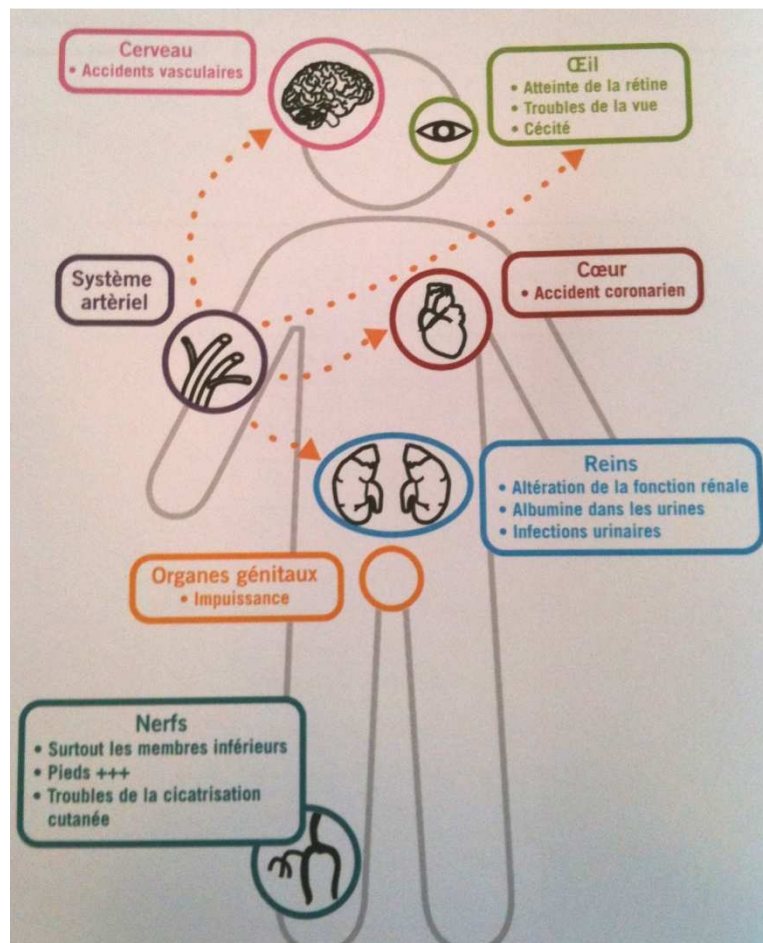 Cerveau
• Accidents vasculaires
Œil
• Atteinte de la rétine
• Troubles de la vue
• Cécité
Système
artèriel
Cœur
• Accident coronarien
Reins
• Altération de la fonction rénale
• Albumine dans les urines
• Infections urinaires
Organes génitaux
• Impuissance
Nerfs
• Surtout les membres inférieurs
• Pieds +++
• Troubles de la cicatrisation
cutanée